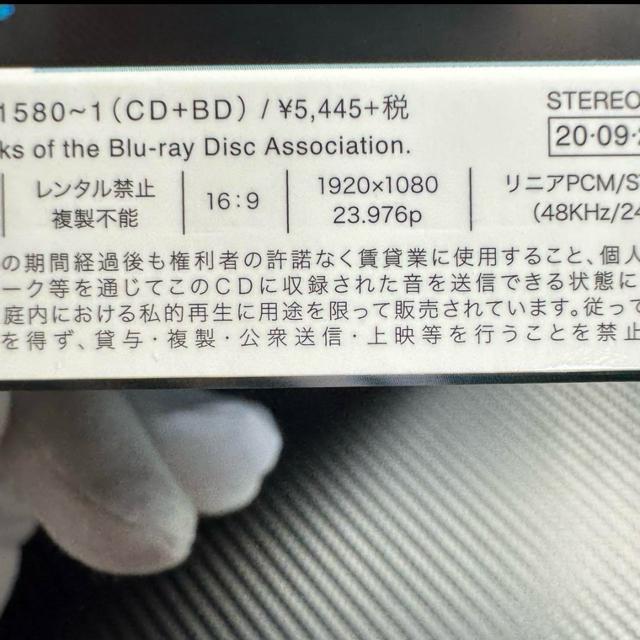 1580~1(CD+BD)/¥5,445+税
STEREO
ks of the Blu-ray Disc Association.
20·09·2
レンタル禁止
複製不能
16:9
1920×1080
23.976p
リニアPCM/S
(48KHz/24
の期間経過後も権利者の許諾なく賃貸業に使用すること、個人
ーク等を通じてこのCDに収録された音を送信できる状態に
庭内における私的再生に用途を限って販売されています。従って
を得ず、貸与・複製・公衆送信・上映等を行うことを禁止